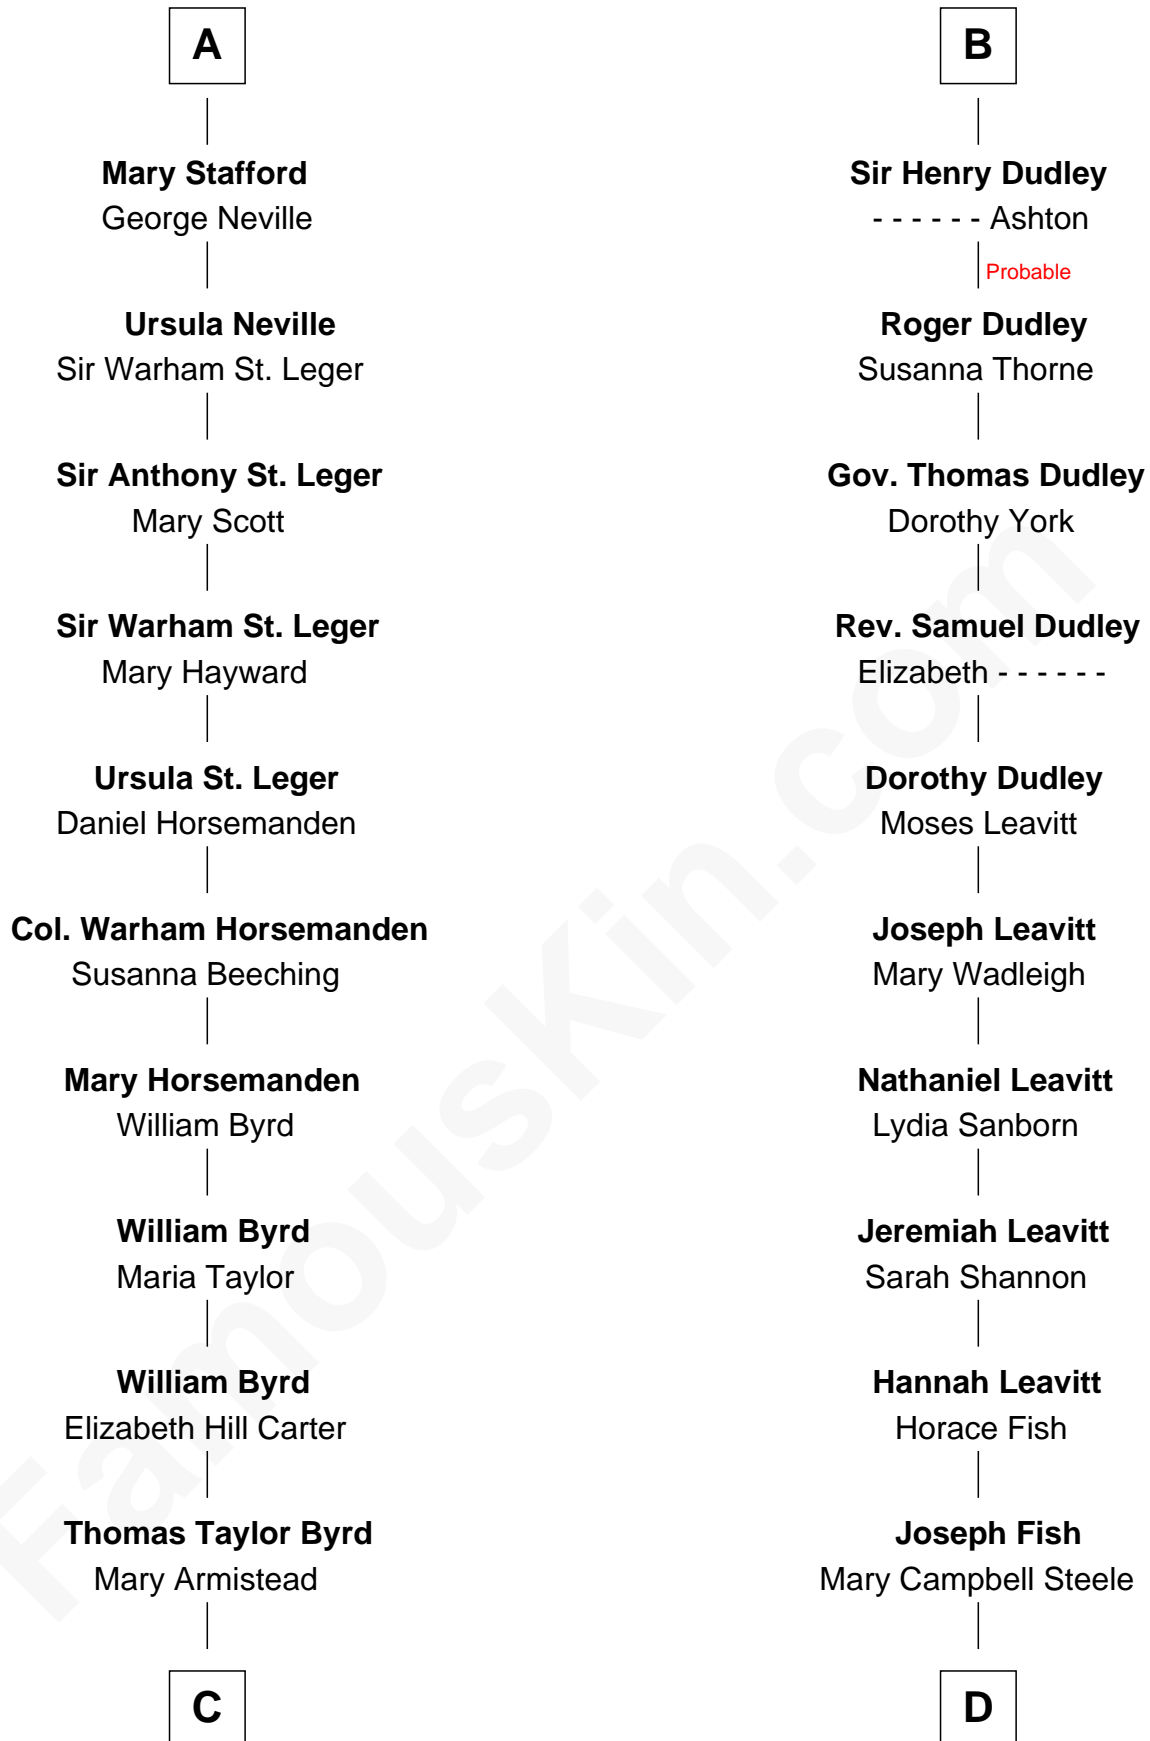 A
Mary Stafford
George Neville
Ursula Neville
Sir Warham St. Leger
Sir Anthony St. Leger
Mary Scott
Sir Warham St. Leger
Mary Hayward
Ursula St. Leger
Daniel Horsemanden
Col. Warham Horsemanden
Susanna Beeching
Mary Horsemanden
William Byrd
William Byrd
Maria Taylor
William Byrd
Elizabeth Hill Carter
Thomas Taylor Byrd
Mary Armistead
C
B
Sir Henry Dudley
- - - - - - Ashton
Probable
Roger Dudley
Susanna Thorne
Gov. Thomas Dudley
Dorothy York
Rev. Samuel Dudley
Elizabeth - - - - - -
Dorothy Dudley
Moses Leavitt
Joseph Leavitt
Mary Wadleigh
Nathaniel Leavitt
Lydia Sanborn
Jeremiah Leavitt
Sarah Shannon
Hannah Leavitt
Horace Fish
Joseph Fish
Mary Campbell Steele
D
FamousKin.com